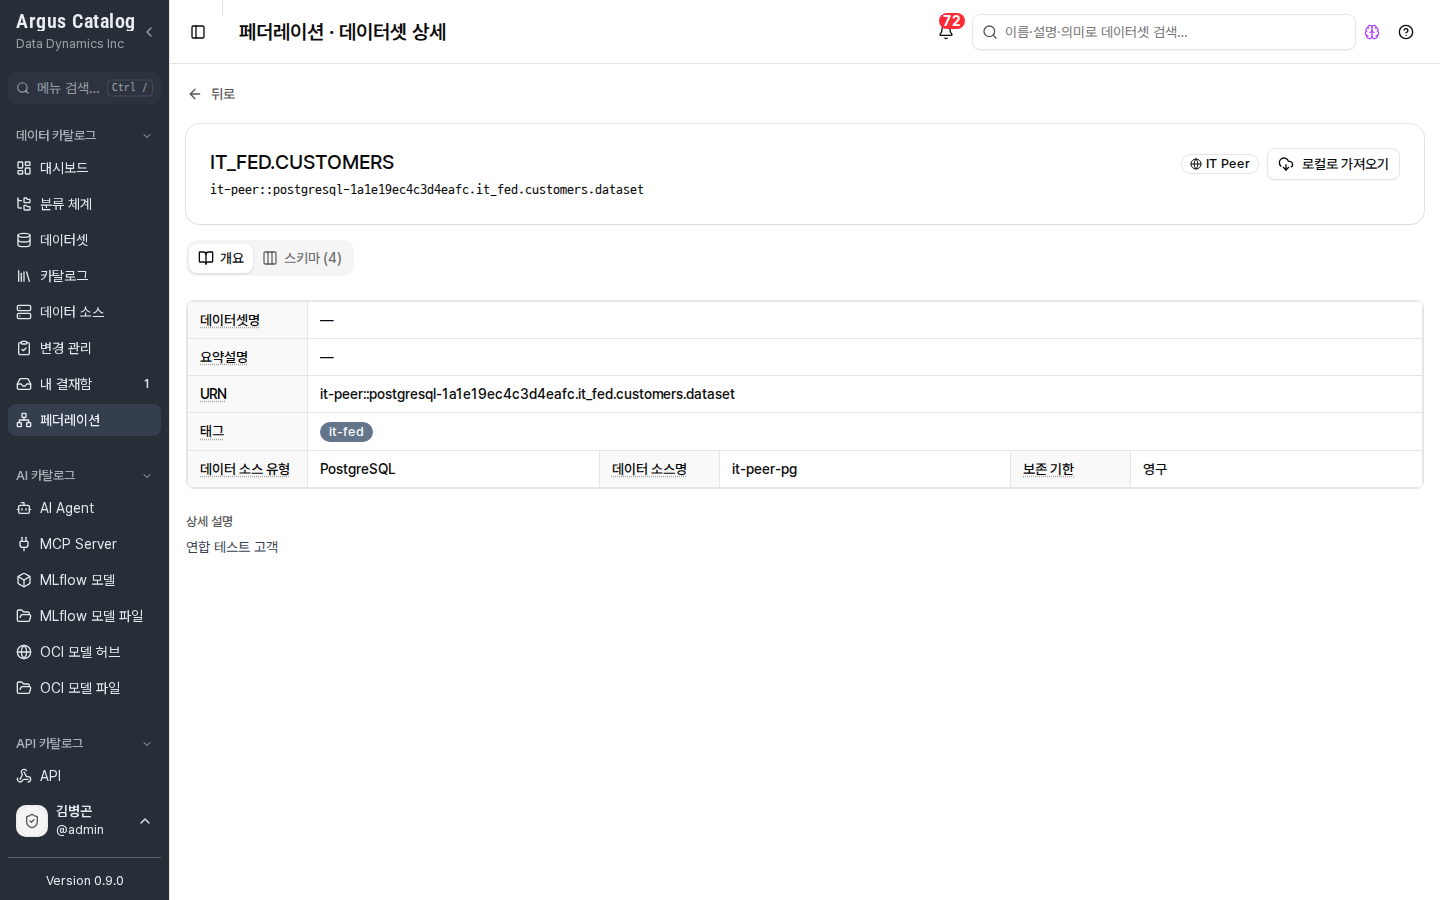 Argus Catalog
Data Dynamics Inc
메뉴 검색... Ctrl /
데이터 카탈로그
대시보드
분류 체계
데이터셋
카탈로그
데이터 소스
변경 관리
내 결재함 1
페더레이션
AI 카탈로그
AI Agent
MCP Server
MLflow 모델
MLflow 모델 파일
OCI 모델 허브
OCI 모델 파일
API 카탈로그
API
김병곤
@admin
Version 0.9.0
페더레이션 · 데이터셋 상세
72
이름·설명·의미로 데이터셋 검색...
뒤로
IT_FED.CUSTOMERS
it-peer::postgresql-1a1e19ec4c3d4eafc.it_fed.customers.dataset
IT Peer
로컬로 가져오기
개요
스키마 (4)
데이터셋명 —
요약설명 —
URN it-peer::postgresql-1a1e19ec4c3d4eafc.it_fed.customers.dataset
태그 it-fed
데이터 소스 유형 PostgreSQL 데이터 소스명 it-peer-pg 보존 기한 영구
상세 설명
연합 테스트 고객